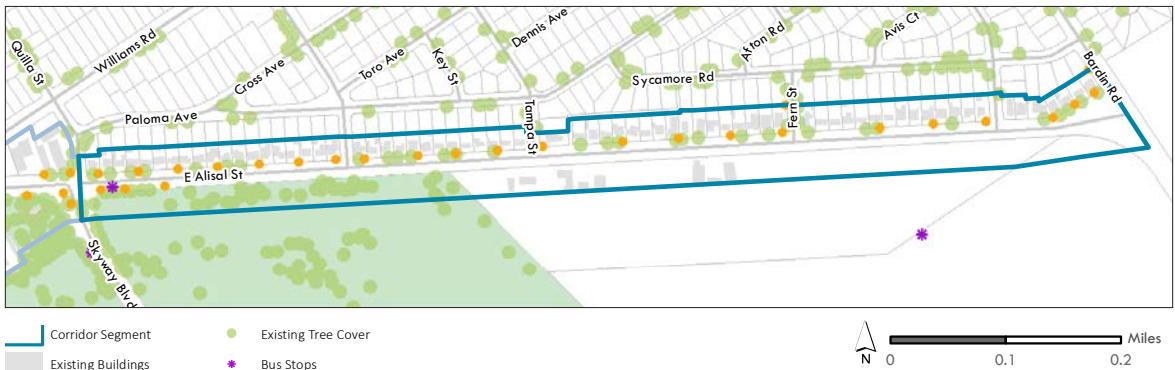 Quilla St
Williams Rd
Cross Ave
Toro Ave
Key St
Dennis Ave
Afton Rd
Avis Ct
Bardin Rd
Sycamore Rd
Paloma Ave
Tampa St
Fern St
E Alisal St
Skyway Blvd
Corridor Segment
Existing Tree Cover
Existing Buildings
Bus Stops
N
Miles
0
0.1
0.2